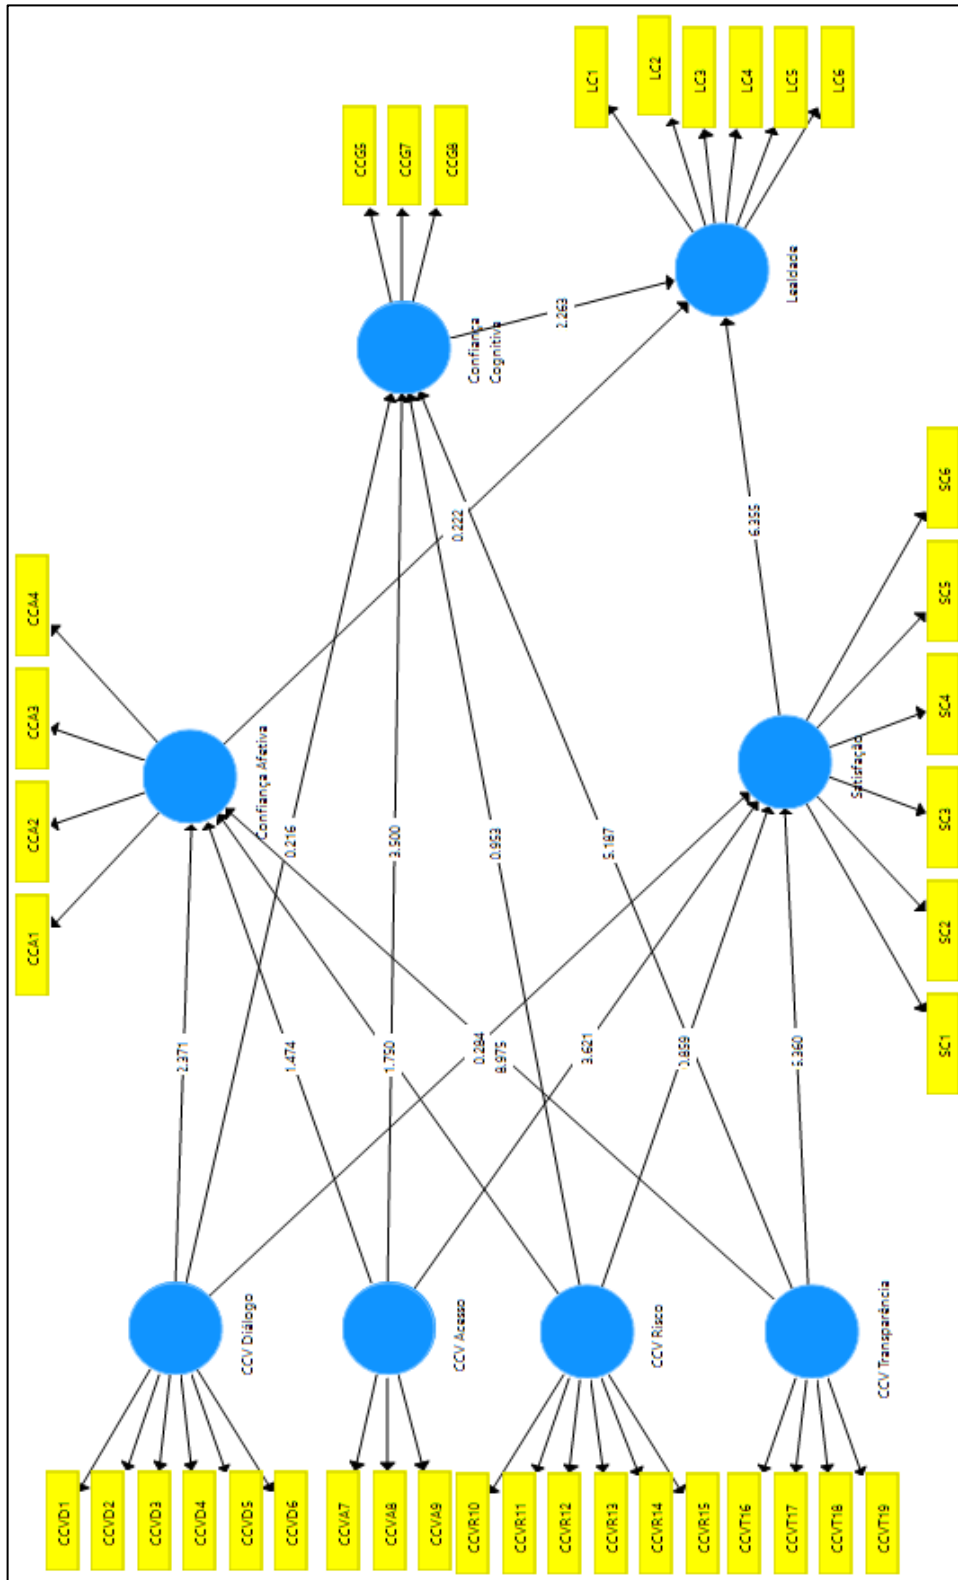 CCVD1
CCVD2
CCVD3
CCVD4
CCVD5
CCVD6
CCV Diálogo
CCVA7
CCVA8
CCVA9
CCV Acesso
CCVR10
CCVR11
CCVR12
CCVR13
CCVR14
CCVR15
CCV Risco
CCVT16
CCVT17
CCVT18
CCVT19
CCV Transparência
2.371
1.474
1.750
0.284
8.975
3.621
0.859
5.360
0.216
3.500
0.953
5.187
CCA1
CCA2
CCA3
CCA4
Confiança Afetiva
SC1
SC2
SC3
SC4
SC5
SC6
Satisfação
0.222
6.355
2.263
CCG5
CCG7
CCG8
Confiança
Cognitiva
LC1
LC2
LC3
LC4
LC5
LC6
Lealdade